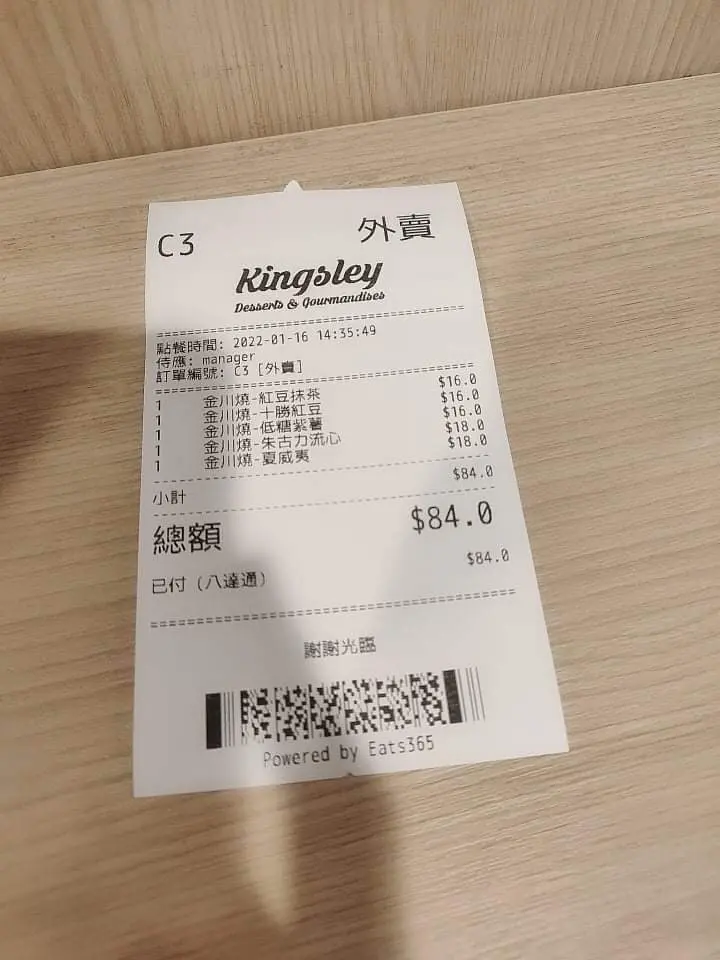 C3 外賣
Kingsley
Desserts & Gourmandises
點餐時間: 2022-01-16 14:35:49
侍應: manager
訂單編號: C3 [外賣]
1 金川燒-紅豆抹茶 $16.0
1 金川燒-十勝紅豆 $16.0
1 金川燒-低糖紫薯 $16.0
1 金川燒-朱古力流心 $18.0
1 金川燒-夏威夷 $18.0
小計 $84.0
總額 $84.0
已付 (八達通) $84.0
謝謝光臨
Powered by Eats365